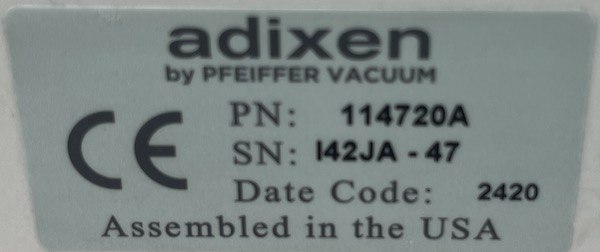 adixen
by PFEIFFER VACUUM
CE
PN: 114720A
SN: I42JA - 47
Date Code: 2420
Assembled in the USA